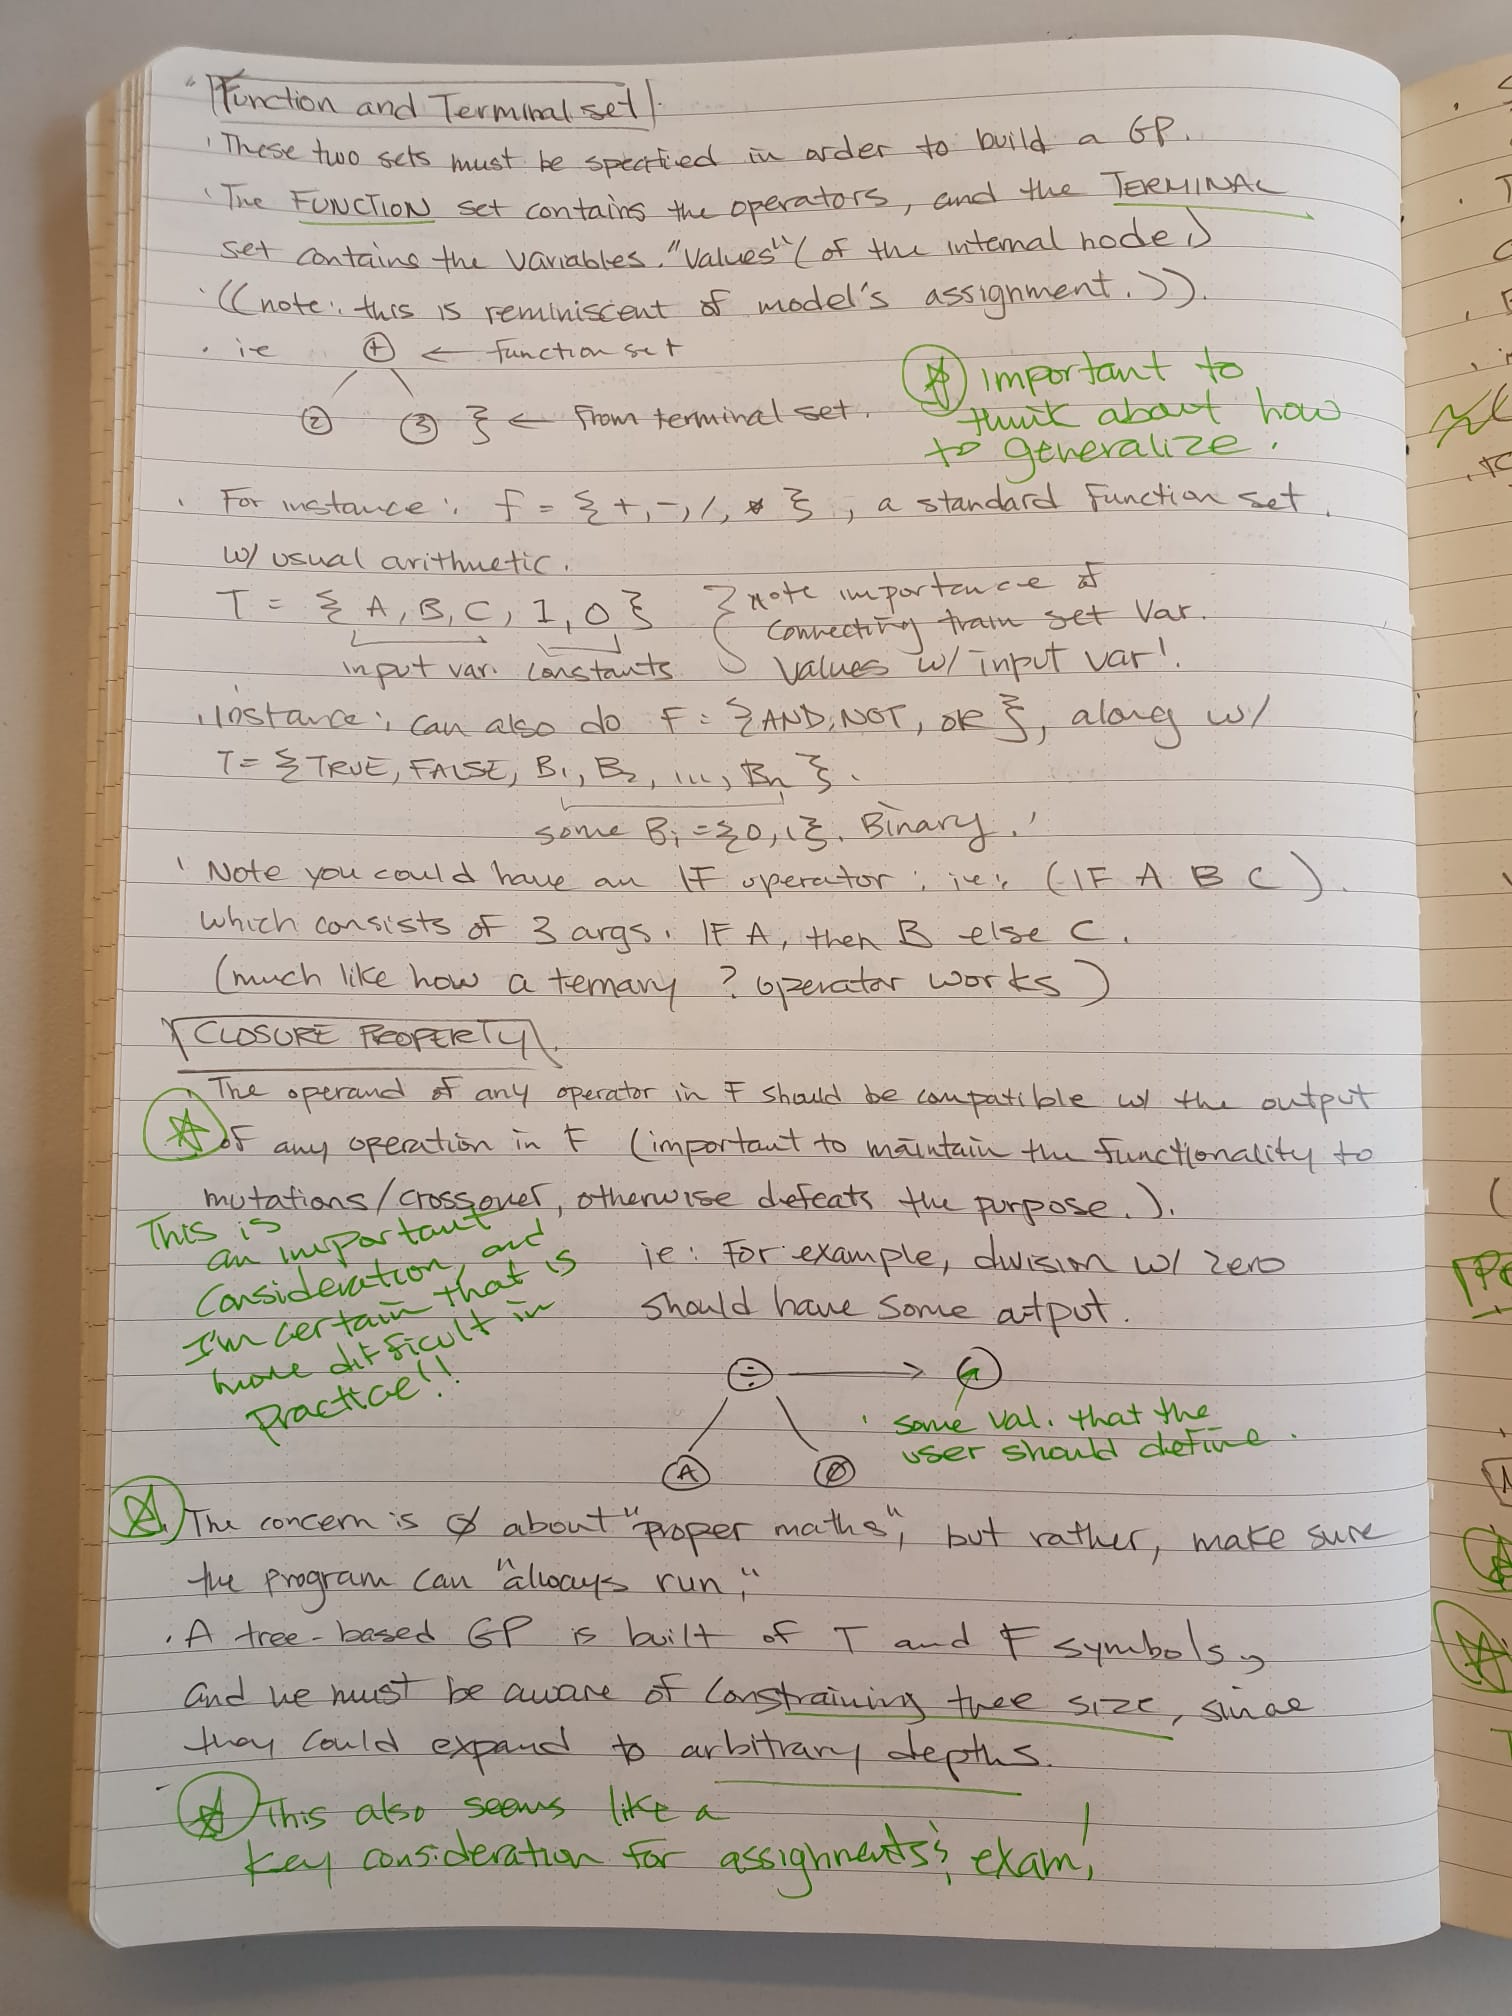 Function and Terminal set
These two sets must be specified in order to build a GP.
The FUNCTION set contains the operators, and the TERMINAL
set contains the variables. "values" (of the internal node)
((note: this is reminiscent of model's assignment.)).
ie + ← function set
2 3 } ← From terminal set.
important to
think about how
to generalize.
For instance: f = {+, -, /, * }, a standard function set
w/ usual arithmetic.
T = { A, B, C, 1, 0 }
input var. constants
note importance of
connecting train set var.
values w/ input var!
Instance: can also do F = {AND, NOT, OR }, along w/
T = { TRUE, FALSE, B1, B2, ..., Bn }.
some Bi = {0,1}. Binary.
Note you could have an IF operator: ie: (IF A B C).
which consists of 3 args. IF A, then B else C.
(much like how a ternary ? operator works)
CLOSURE PROPERTY
The operand of any operator in F should be compatible w/ the output
of any operation in F (important to maintain the functionality to
mutations/crossover, otherwise defeats the purpose.).
This is
an important
consideration, and
I'm certain that is
more difficult in
practice!!
ie: For example, division w/ zero
should have some output.
÷ →
A 0
some val. that the
user should define.
The concern is ∅ about "proper maths", but rather, make sure
the program can "always run"
A tree-based GP is built of T and F symbols,
and we must be aware of constraining tree size, since
they could expand to arbitrary depths.
This also seems like a
key consideration for assignments; exam!